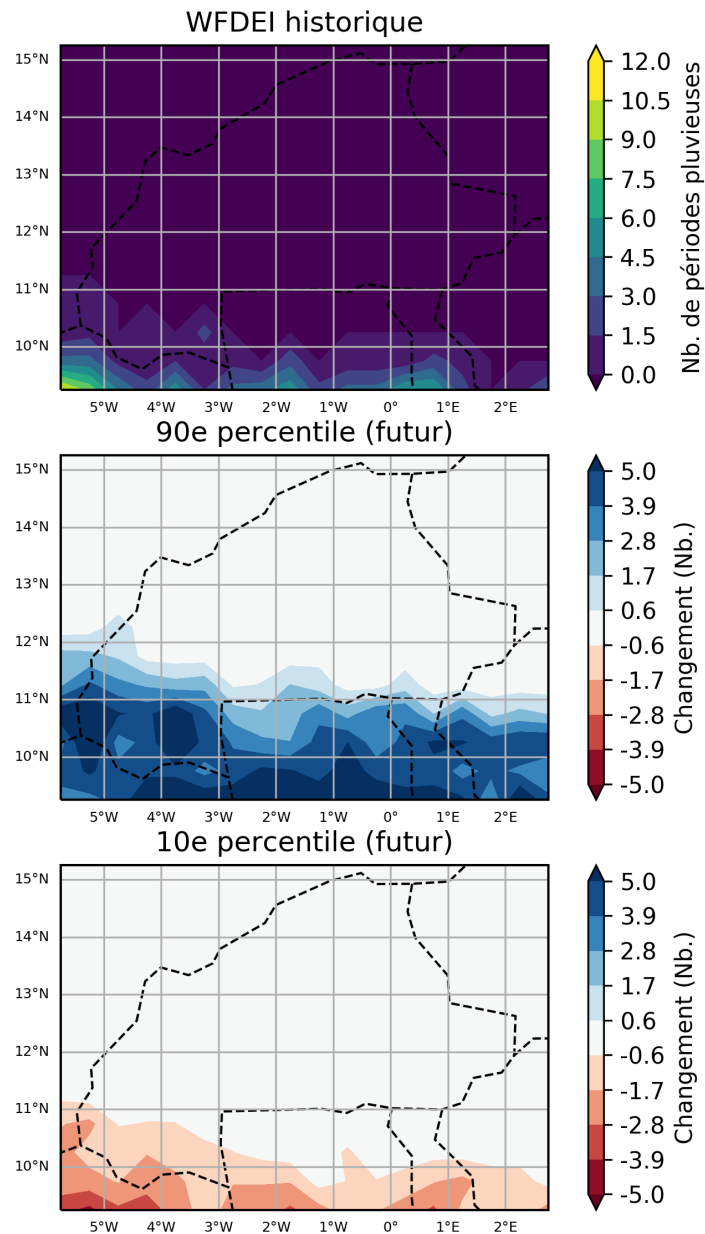 WFDEI historique
15°N
14°N
13°N
12°N
11°N
10°N
5°W 4°W 3°W 2°W 1°W 0° 1°E 2°E
12.0
10.5
9.0
7.5
6.0
4.5
3.0
1.5
0.0
Nb. de périodes pluvieuses
90e percentile (futur)
15°N
14°N
13°N
12°N
11°N
10°N
5°W 4°W 3°W 2°W 1°W 0° 1°E 2°E
5.0
3.9
2.8
1.7
0.6
-0.6
-1.7
-2.8
-3.9
-5.0
Changement (Nb.)
10e percentile (futur)
15°N
14°N
13°N
12°N
11°N
10°N
5°W 4°W 3°W 2°W 1°W 0° 1°E 2°E
5.0
3.9
2.8
1.7
0.6
-0.6
-1.7
-2.8
-3.9
-5.0
Changement (Nb.)